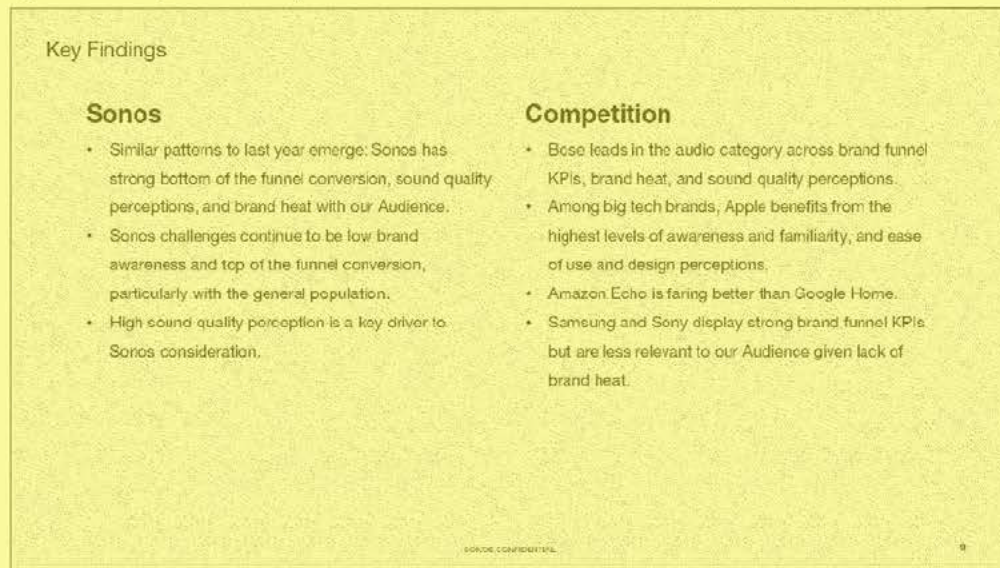 Key Findings
Sonos
• Similar patterns to last year emerge: Sonos has
strong bottom of the funnel conversion, sound quality
perceptions, and brand heat with our Audience.
• Sonos challenges continue to be low brand
awareness and top of the funnel conversion,
particularly with the general population.
• High sound quality perception is a key driver to
Sonos consideration.
Competition
• Bose leads in the audio category across brand funnel
KPIs, brand heat, and sound quality perceptions.
• Among big tech brands, Apple benefits from the
highest levels of awareness and familiarity, and ease
of use and design perceptions.
• Amazon Echo is faring better than Google Home.
• Samsung and Sony display strong brand funnel KPIs
but are less relevant to our Audience given lack of
brand heat.
SONOS CONFIDENTIAL
9